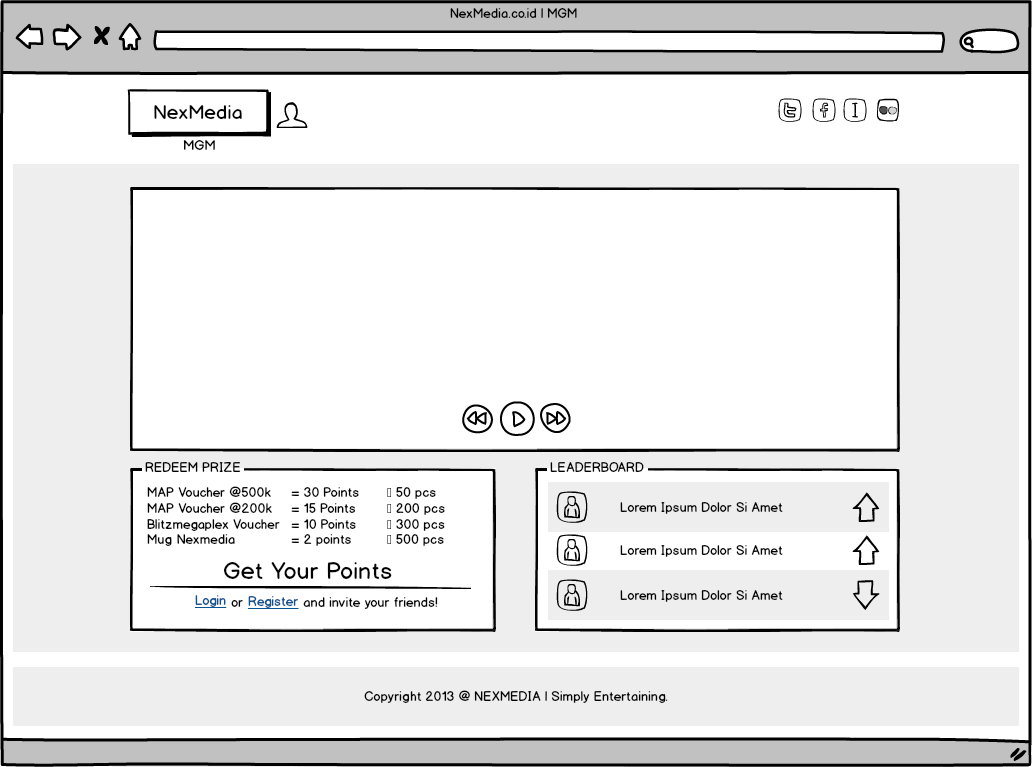 NexMedia.co.id | MGM
NexMedia
MGM
REDEEM PRIZE
MAP Voucher @500k = 30 Points 50 pcs
MAP Voucher @200k = 15 Points 200 pcs
Blitzmegaplex Voucher = 10 Points 300 pcs
Mug Nexmedia = 2 points 500 pcs
Get Your Points
Login or Register and invite your friends!
LEADERBOARD
Lorem Ipsum Dolor Si Amet
Lorem Ipsum Dolor Si Amet
Lorem Ipsum Dolor Si Amet
Copyright 2013 @ NEXMEDIA | Simply Entertaining.